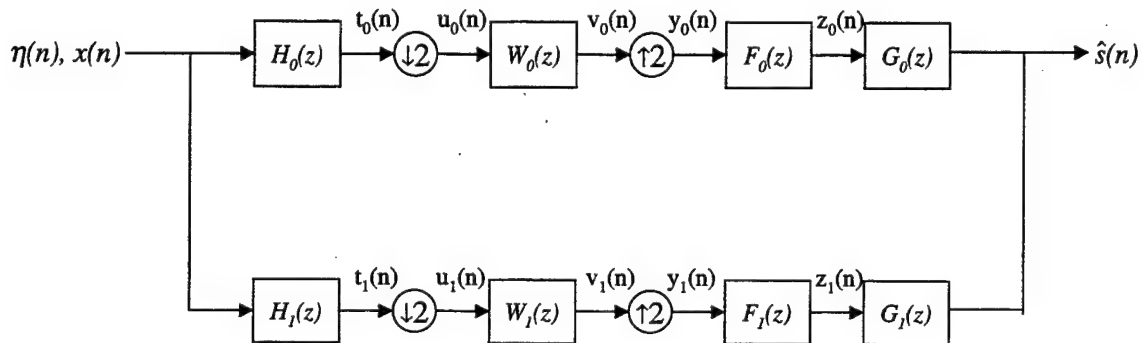 t₀(n) u₀(n) v₀(n) y₀(n) z₀(n)
η(n), x(n) H₀(z) ↓2 W₀(z) ↑2 F₀(z) G₀(z) ŝ(n)
t₁(n) u₁(n) v₁(n) y₁(n) z₁(n)
H₁(z) ↓2 W₁(z) ↑2 F₁(z) G₁(z)